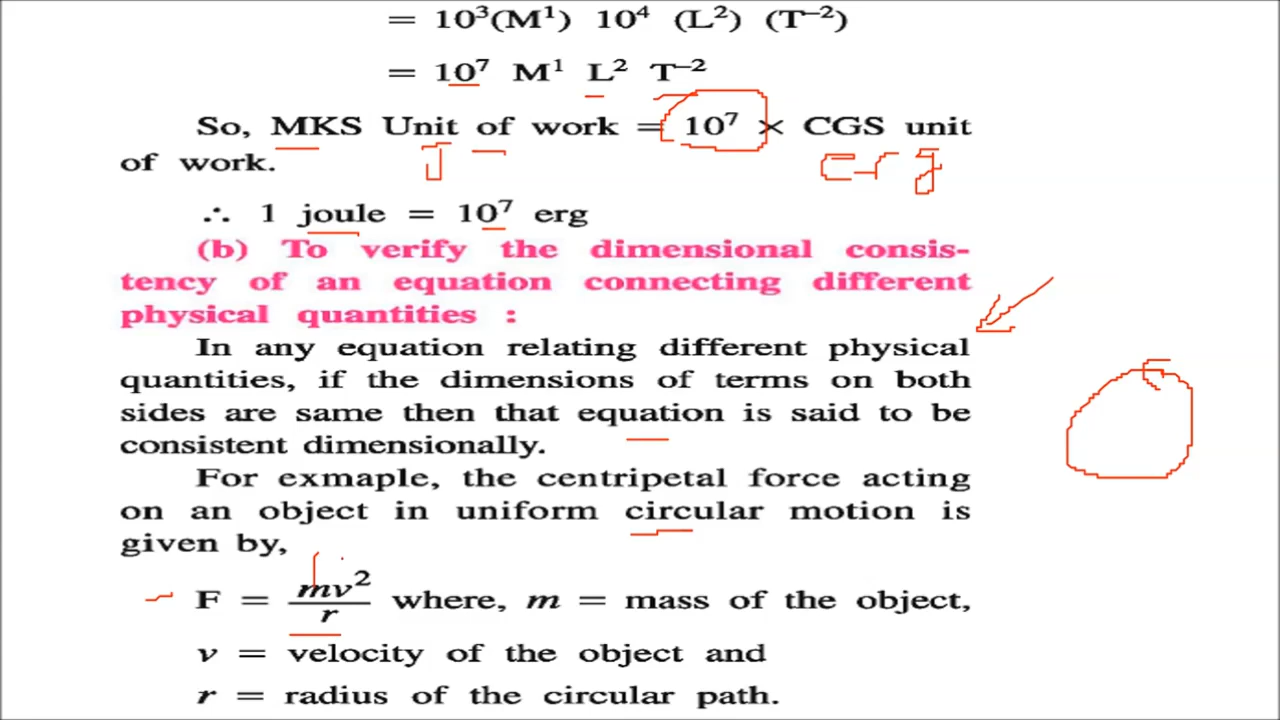 = 10³(M¹) 10⁴ (L²) (T⁻²)
= 10⁷ M¹ L² T⁻²
So, MKS Unit of work = 10⁷ × CGS unit
J erg
of work.
∴ 1 joule = 10⁷ erg
(b) To verify the dimensional consis-
tency of an equation connecting different
physical quantities :
In any equation relating different physical
quantities, if the dimensions of terms on both
sides are same then that equation is said to be
consistent dimensionally.
For exmaple, the centripetal force acting
on an object in uniform circular motion is
given by,
F = mv²/r where, m = mass of the object,
v = velocity of the object and
r = radius of the circular path.